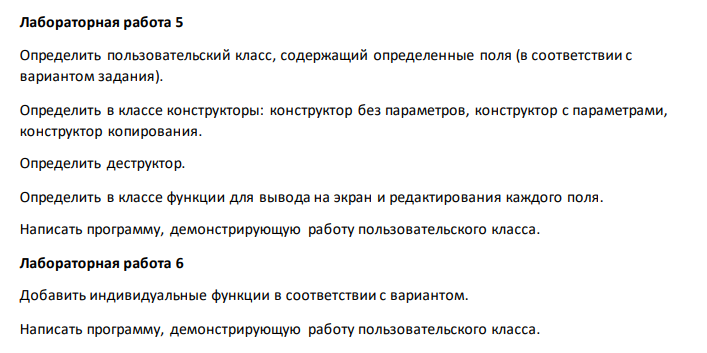 Лабораторная работа 5
Определить пользовательский класс, содержащий определенные поля (в соответствии с
вариантом задания).
Определить в классе конструкторы: конструктор без параметров, конструктор с параметрами,
конструктор копирования.
Определить деструктор.
Определить в классе функции для вывода на экран и редактирования каждого поля.
Написать программу, демонстрирующую работу пользовательского класса.
Лабораторная работа 6
Добавить индивидуальные функции в соответствии с вариантом.
Написать программу, демонстрирующую работу пользовательского класса.